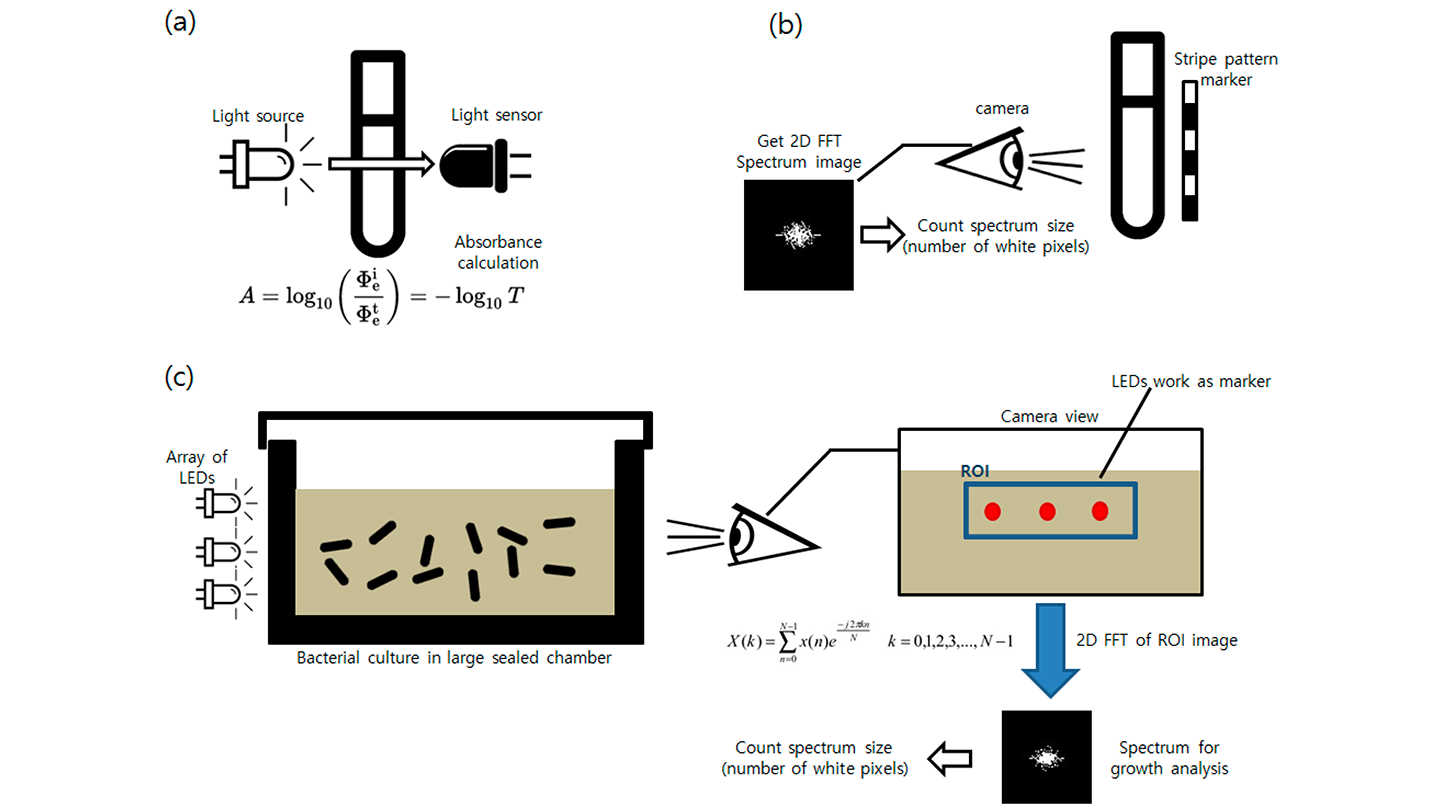 (a)
Light source
Light sensor
Absorbance
calculation
A = log₁₀(Φₑⁱ/Φₑᵗ) = − log₁₀ T
(b)
Stripe pattern
marker
camera
Get 2D FFT
Spectrum image
Count spectrum size
(number of white pixels)
(c)
Array of
LEDs
Bacterial culture in large sealed chamber
LEDs work as marker
Camera view
ROI
X(k) = ∑_{n=0}^{N−1} x(n)e^{−j2πkn/N} k = 0,1,2,3,..., N −1
2D FFT of ROI image
Count spectrum size
(number of white pixels)
Spectrum for
growth analysis